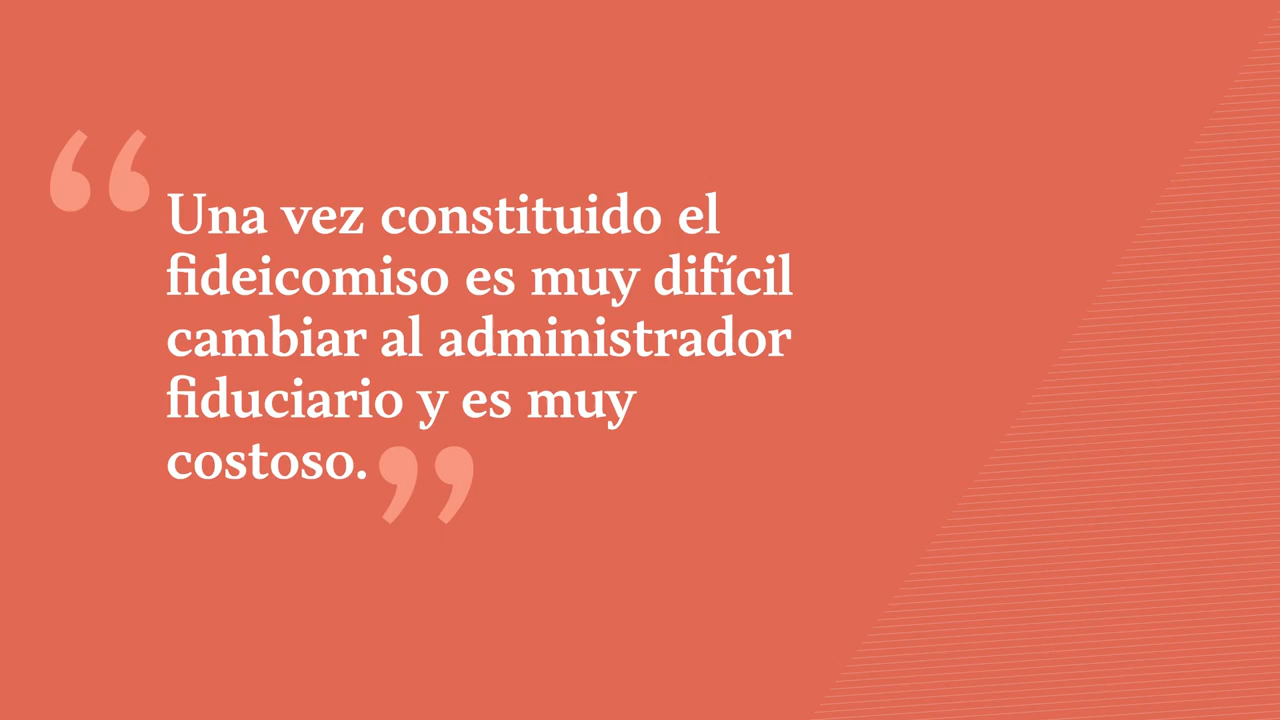 “Una vez constituido el
fideicomiso es muy difícil
cambiar al administrador
fiduciario y es muy
costoso.”